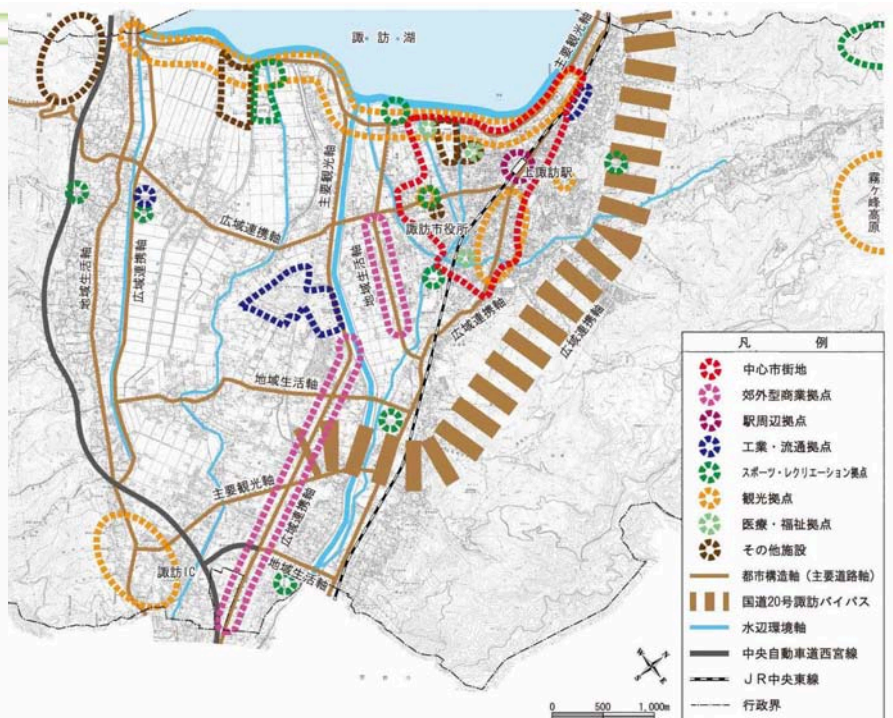 諏訪湖
主要観光軸
上諏訪駅
霧ヶ峰高原
主要観光軸
広域連携軸
諏訪市役所
地域生活軸
広域連携軸
地域生活軸
広域連携軸
広域連携軸
地域生活軸
主要観光軸
広域連携軸
諏訪IC
地域生活軸
凡 例
中心市街地
郊外型商業拠点
駅周辺拠点
工業・流通拠点
スポーツ・レクリエーション拠点
観光拠点
医療・福祉拠点
その他施設
都市構造軸（主要道路軸）
国道20号諏訪バイパス
水辺環境軸
中央自動車道西宮線
ＪＲ中央東線
行政界
N
W
E
S
0 500 1,000m